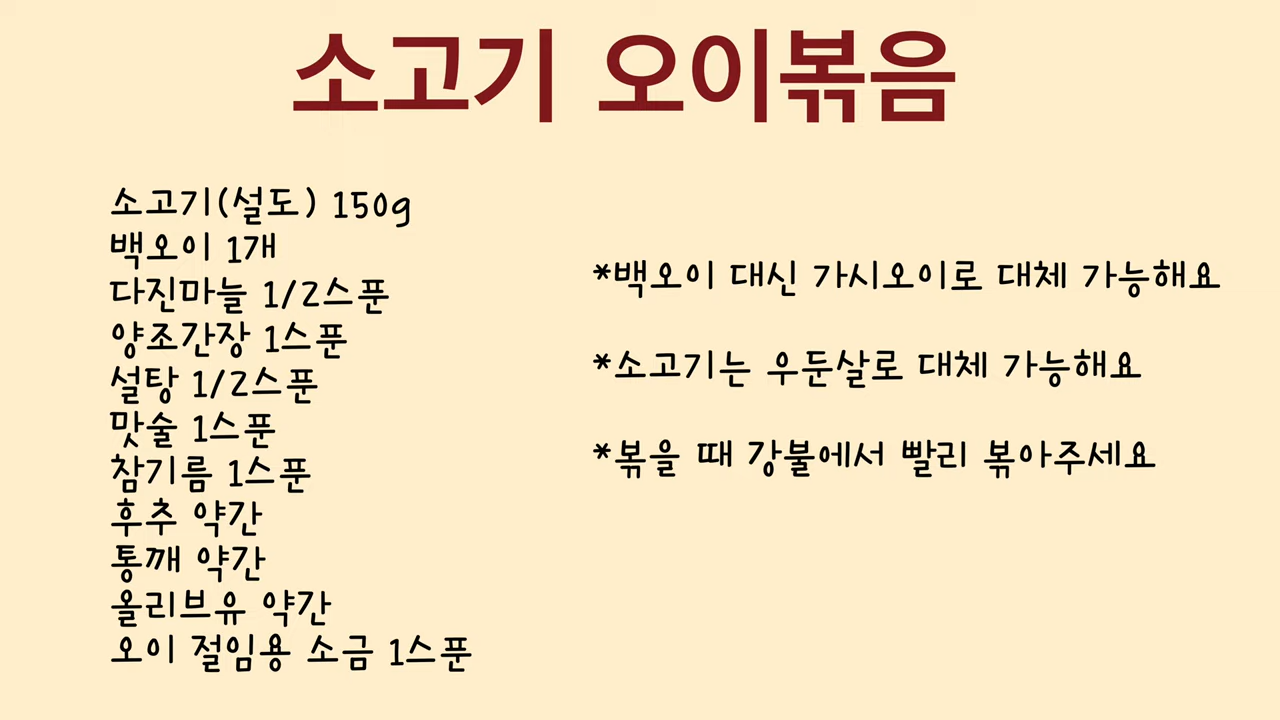 소고기 오이볶음
소고기(설도) 150g
백오이 1개
다진마늘 1/2스푼
양조간장 1스푼
설탕 1/2스푼
맛술 1스푼
참기름 1스푼
후추 약간
통깨 약간
올리브유 약간
오이 절임용 소금 1스푼
*백오이 대신 가시오이로 대체 가능해요
*소고기는 우둔살로 대체 가능해요
*볶을 때 강불에서 빨리 볶아주세요